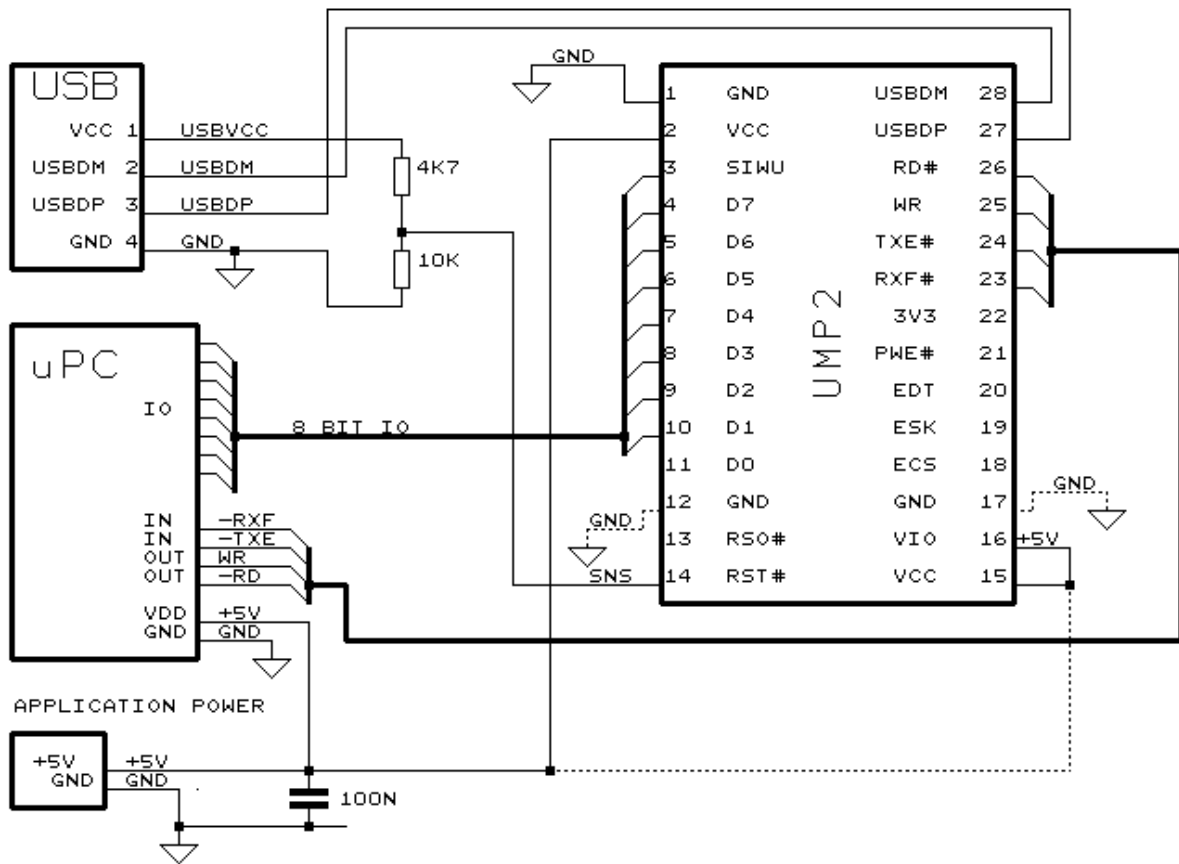 USB
VCC 1 USBVCC
USBDM 2 USBDM
USBDP 3 USBDP
GND 4 GND
4K7
10K
uPC
IO
8 BIT IO
IN -RXF
IN -TXE
OUT WR
OUT -RD
VDD +5V
GND GND
APPLICATION POWER
+5V +5V
GND GND
100N
GND
UMP2
1 GND USBDM 28
2 VCC USBDP 27
3 SIWU RD# 26
4 D7 WR 25
5 D6 TXE# 24
6 D5 RXF# 23
7 D4 3V3 22
8 D3 PWE# 21
9 D2 EDT 20
10 D1 ESK 19
11 D0 ECS 18
12 GND GND 17 GND
GND 13 RSO# VIO 16 +5V
SNS 14 RST# VCC 15